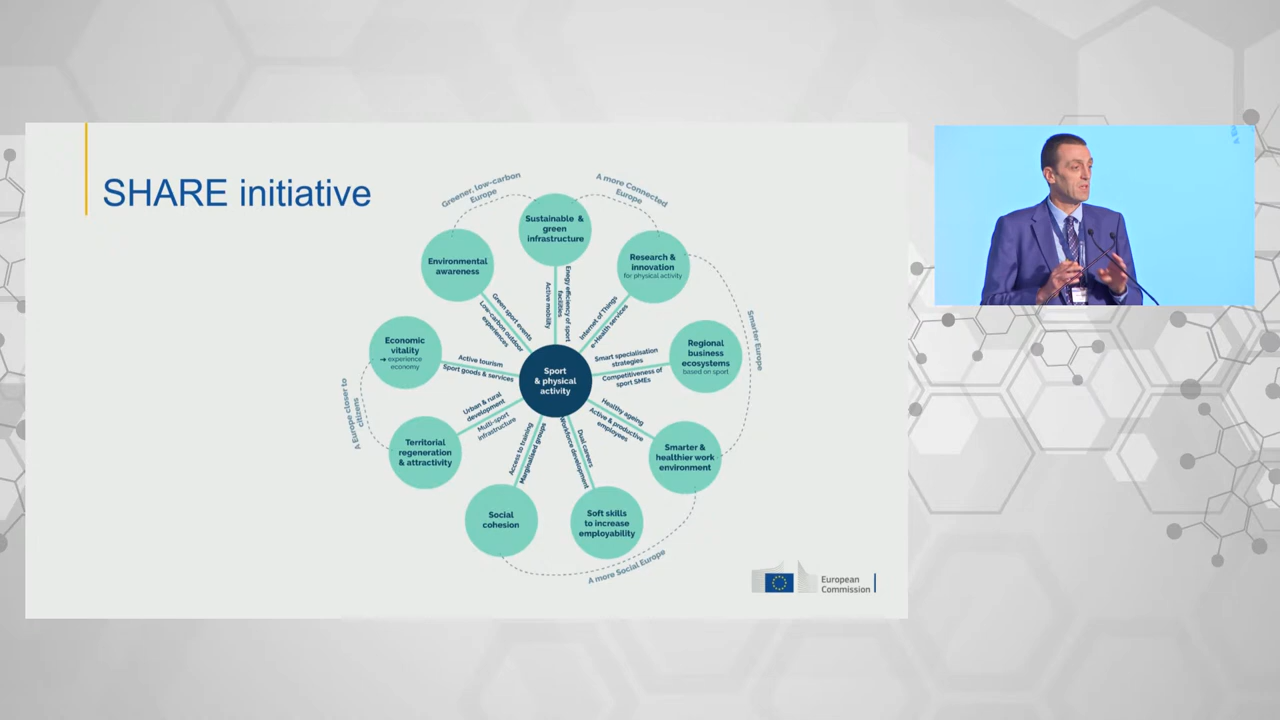 SHARE initiative
Greener, low-carbon
Europe
A more Connected
Europe
Sustainable &
green
infrastructure
Environmental
awareness
Research &
innovation
for physical activity
Green sport events
Low-carbon outdoor
experiences
Active mobility
Energy efficiency of sport
facilities
Internet of Things
e-Health services
Smarter Europe
Economic
vitality
➔ experience
economy
Active tourism
Sport goods & services
Sport
& physical
activity
Smart specialisation
strategies
Competitiveness of
sport SMEs
Regional
business
ecosystems
based on sport
A Europe closer to
citizens
Urban & rural
development
Multi-sport
infrastructure
Healthy ageing
Active & productive
employees
Territorial
regeneration
& attractivity
Access to training
Marginalised groups
Dual careers
Workforce development
Smarter &
healthier work
environment
Social
cohesion
Soft skills
to increase
employability
A more Social Europe
European
Commission